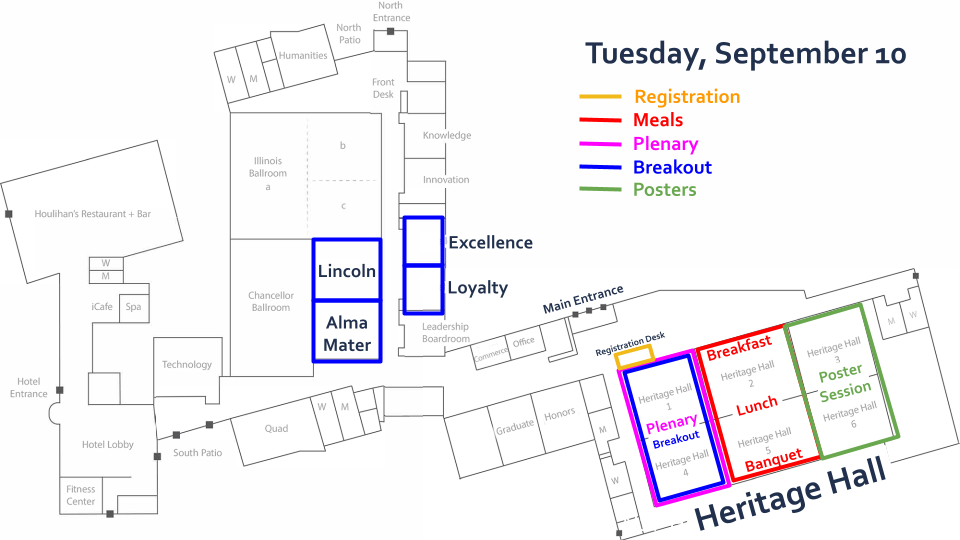 Tuesday, September 10
Registration
Meals
Plenary
Breakout
Posters
North
Entrance
North
Patio
Humanities
W
M
Front
Desk
Knowledge
Innovation
Illinois
Ballroom
a
b
c
Excellence
Loyalty
Lincoln
Alma
Mater
Chancellor
Ballroom
Leadership
Boardroom
Houlihan's Restaurant + Bar
W
M
iCafe
Spa
Technology
Hotel
Entrance
Hotel Lobby
South Patio
Fitness
Center
Quad
W
M
Graduate
Honors
Commerce
Office
Main Entrance
Registration Desk
M
W
Heritage Hall
1
Plenary
Breakout
Heritage Hall
4
Breakfast
Heritage Hall
2
Lunch
Heritage Hall
5
Banquet
Heritage Hall
3
Poster
Session
Heritage Hall
6
M
W
Heritage Hall